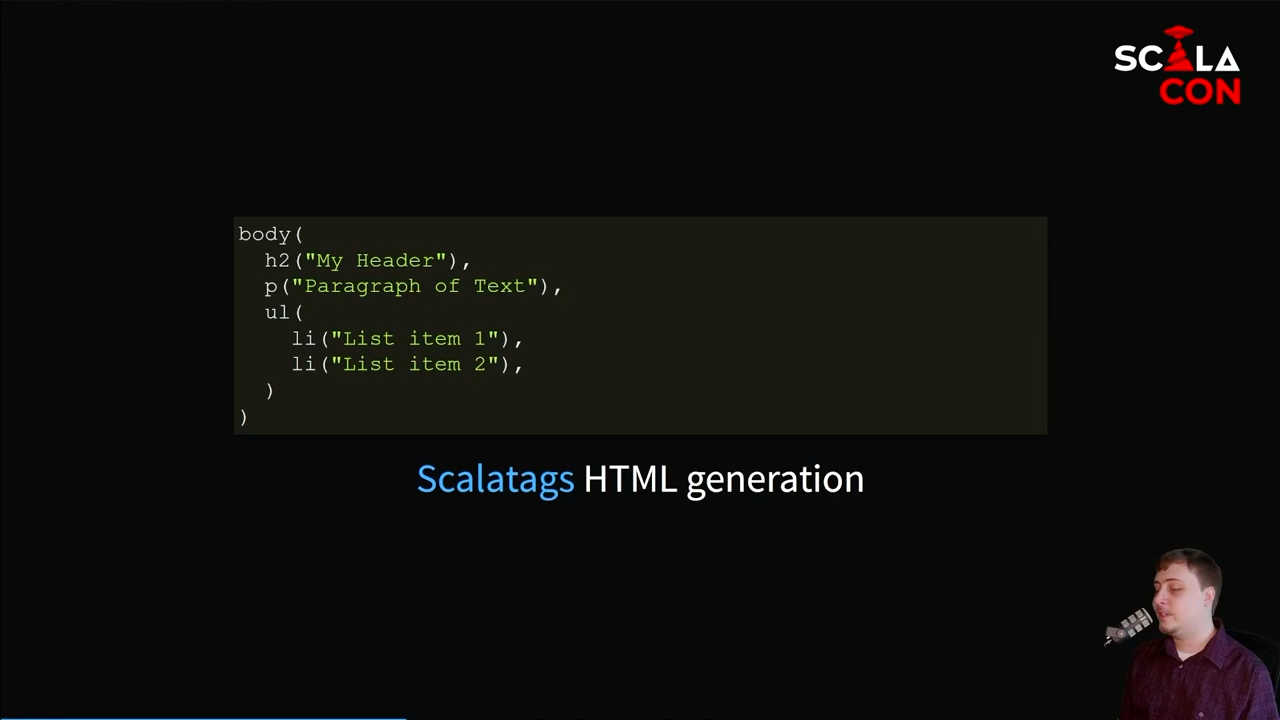 SCALA
CON
body(
  h2("My Header"),
  p("Paragraph of Text"),
  ul(
    li("List item 1"),
    li("List item 2"),
  )
)
Scalatags HTML generation